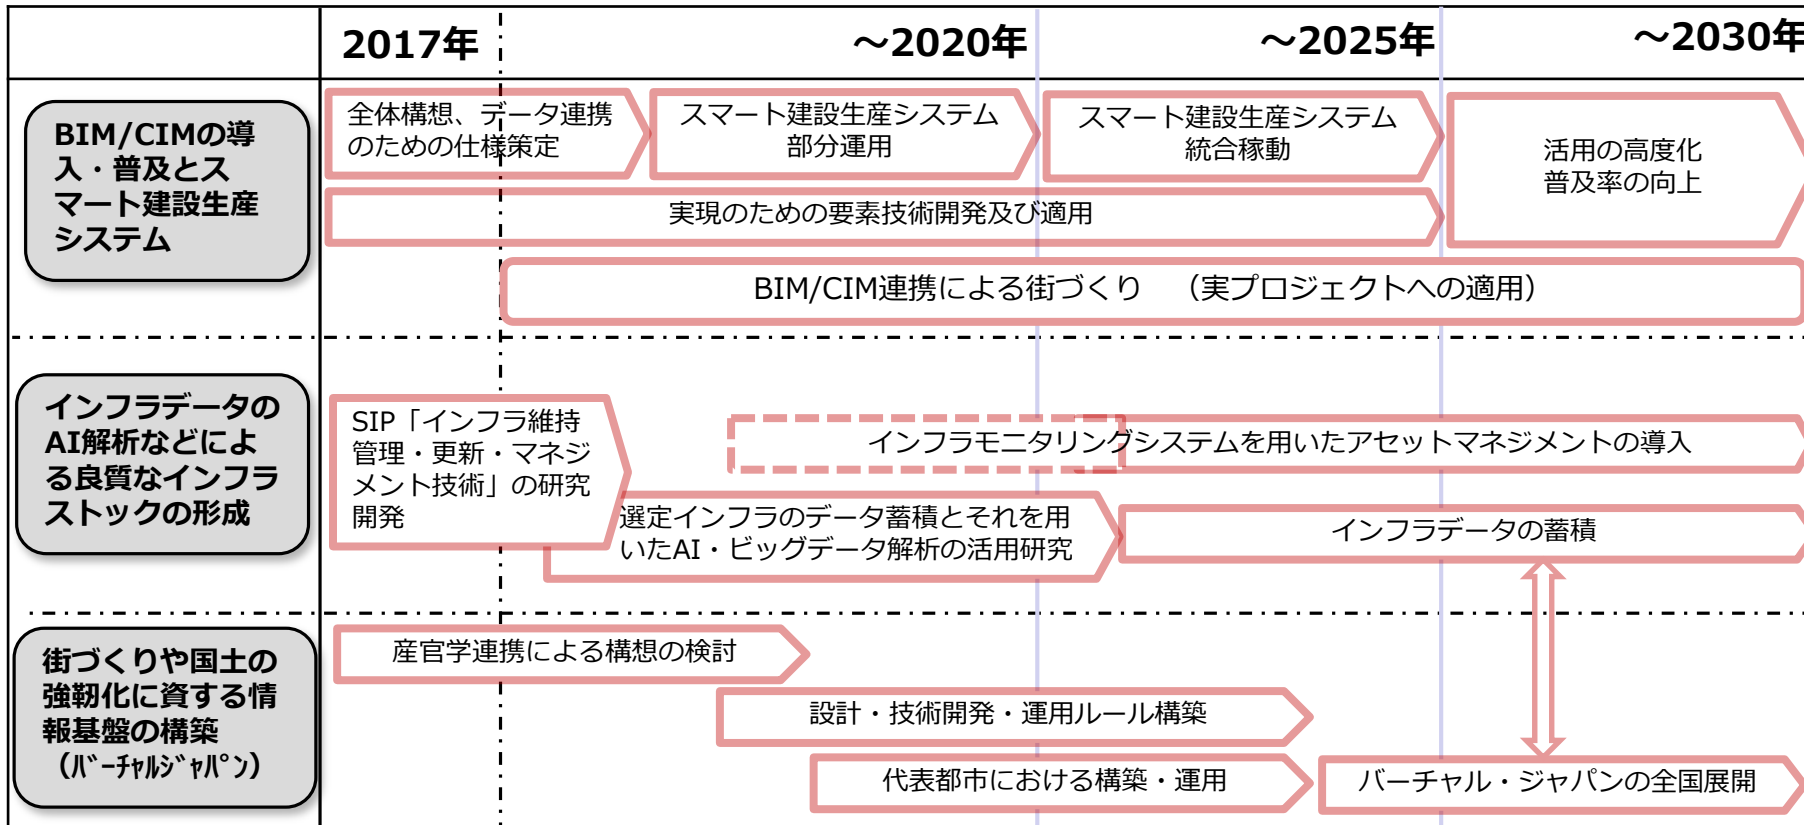 2017年
～2020年
～2025年
～2030年
BIM/CIMの導
入・普及とス
マート建設生産
システム
全体構想、データ連携
のための仕様策定
スマート建設生産システム
部分運用
スマート建設生産システム
統合稼動
活用の高度化
普及率の向上
実現のための要素技術開発及び適用
BIM/CIM連携による街づくり　（実プロジェクトへの適用）
インフラデータの
AI解析などによ
る良質なインフラ
ストックの形成
SIP「インフラ維持
管理・更新・マネジ
メント技術」の研究
開発
インフラモニタリングシステムを用いたアセットマネジメントの導入
選定インフラのデータ蓄積とそれを用
いたAI・ビッグデータ解析の活用研究
インフラデータの蓄積
街づくりや国土の
強靭化に資する情
報基盤の構築
（ﾊﾞｰﾁｬﾙｼﾞｬﾊﾟﾝ）
産官学連携による構想の検討
設計・技術開発・運用ルール構築
代表都市における構築・運用
バーチャル・ジャパンの全国展開